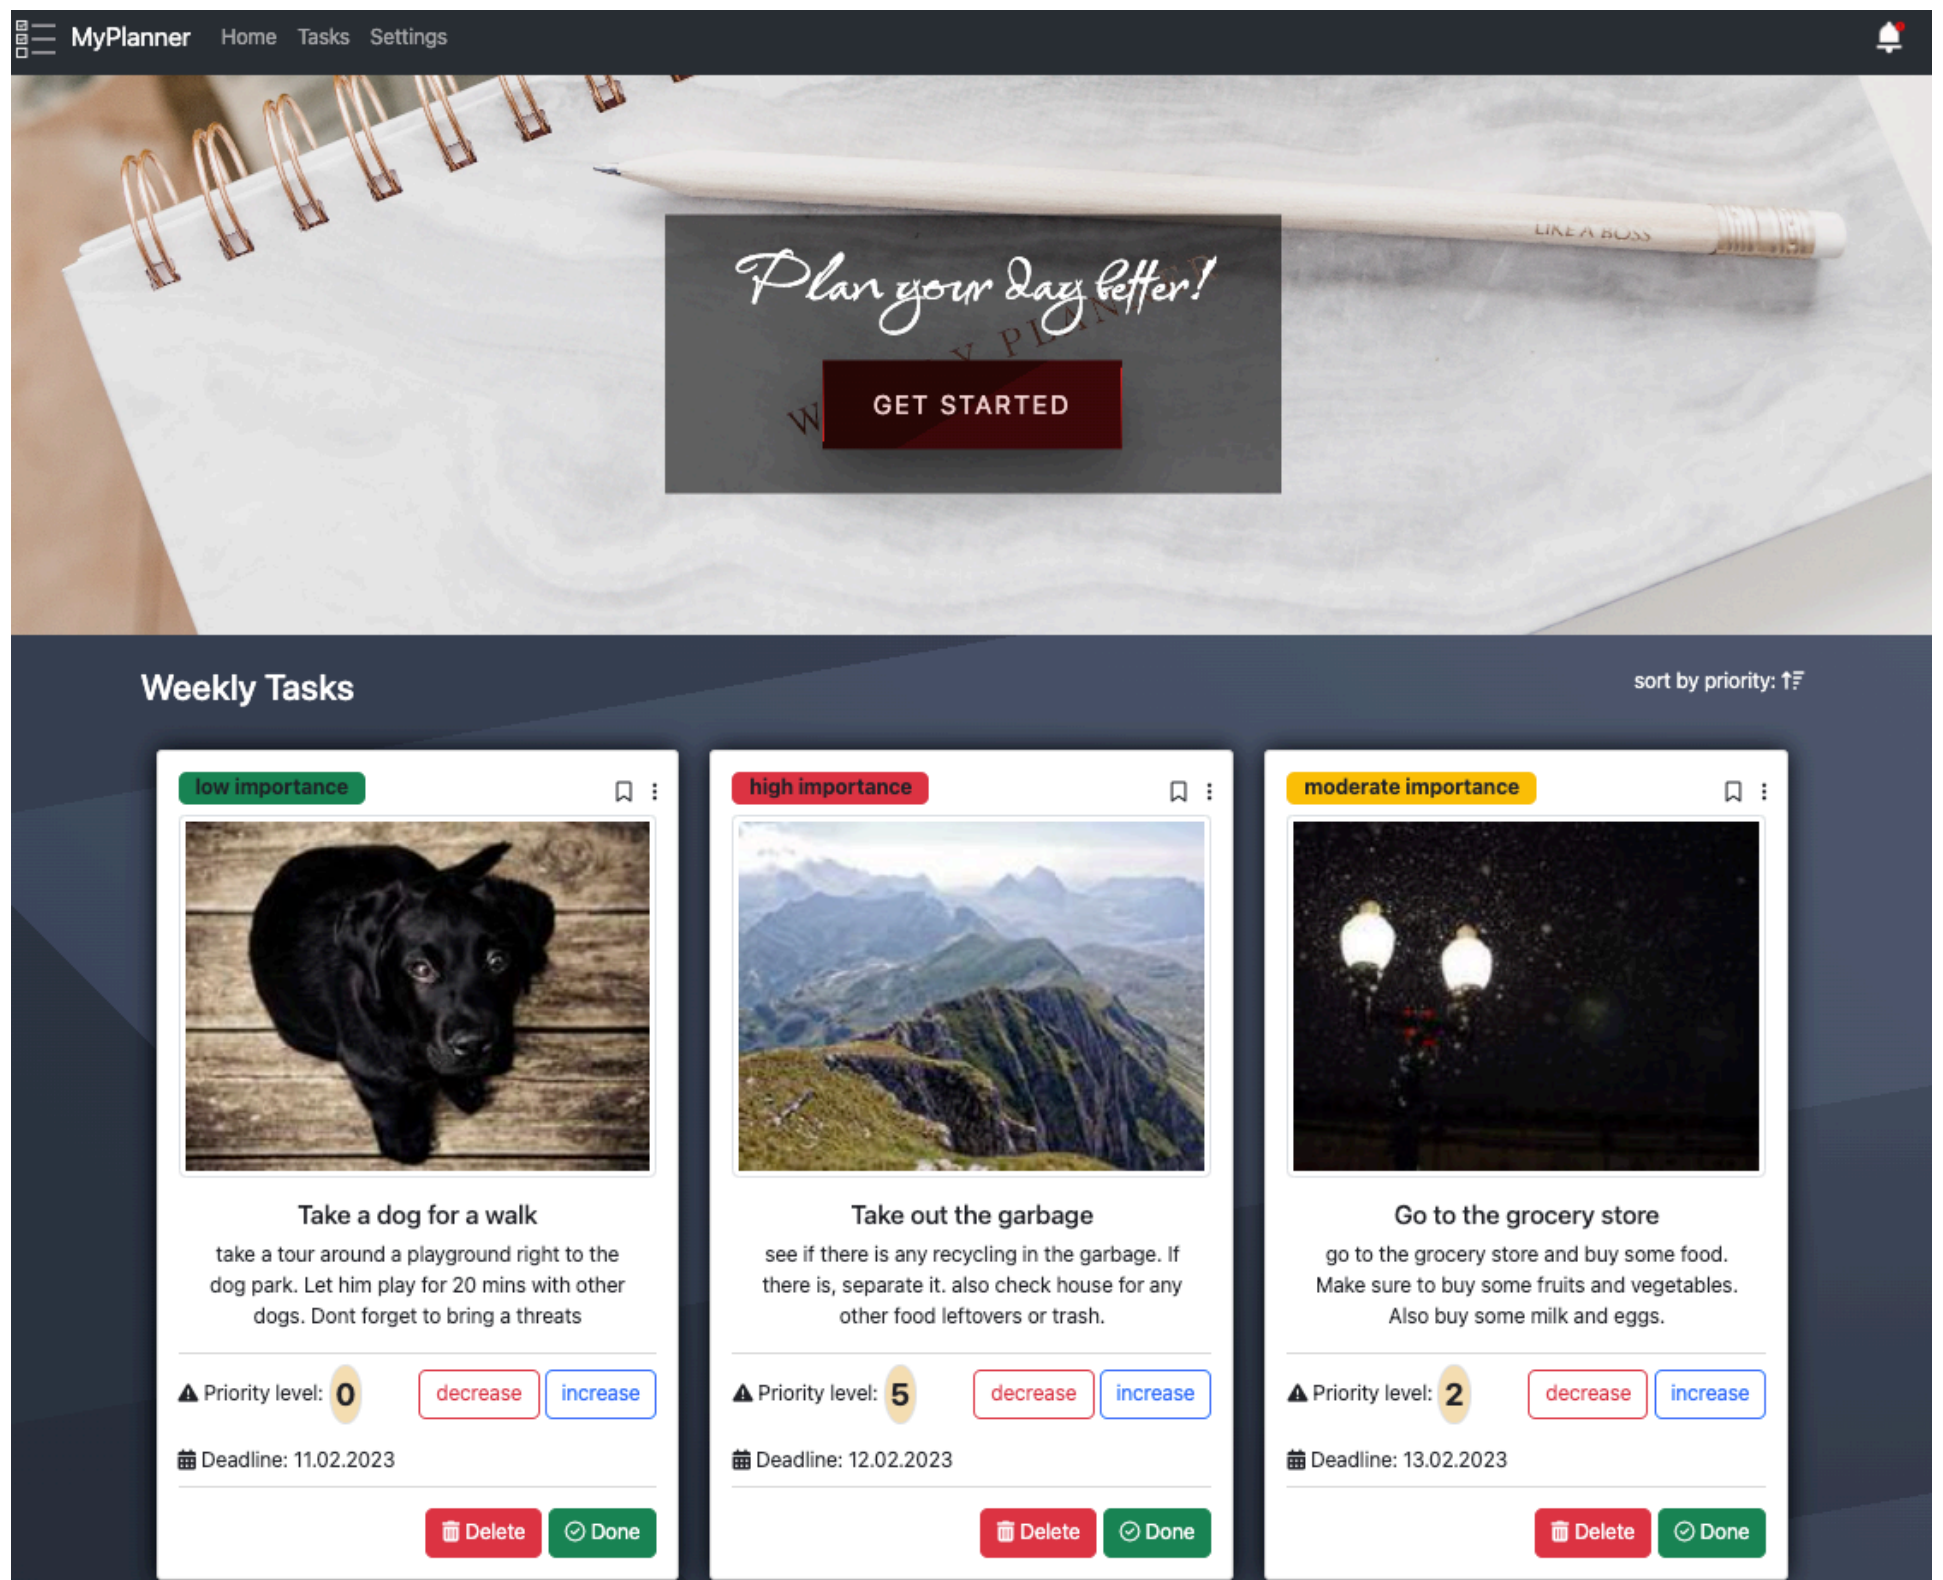 MyPlanner Home Tasks Settings
LIKE A BOSS
Plan your day better!
PLANNER
GET STARTED
Weekly Tasks
sort by priority:
low importance
Take a dog for a walk
take a tour around a playground right to the
dog park. Let him play for 20 mins with other
dogs. Dont forget to bring a threats
Priority level: 0 decrease increase
Deadline: 11.02.2023
Delete Done
high importance
Take out the garbage
see if there is any recycling in the garbage. If
there is, separate it. also check house for any
other food leftovers or trash.
Priority level: 5 decrease increase
Deadline: 12.02.2023
Delete Done
moderate importance
Go to the grocery store
go to the grocery store and buy some food.
Make sure to buy some fruits and vegetables.
Also buy some milk and eggs.
Priority level: 2 decrease increase
Deadline: 13.02.2023
Delete Done